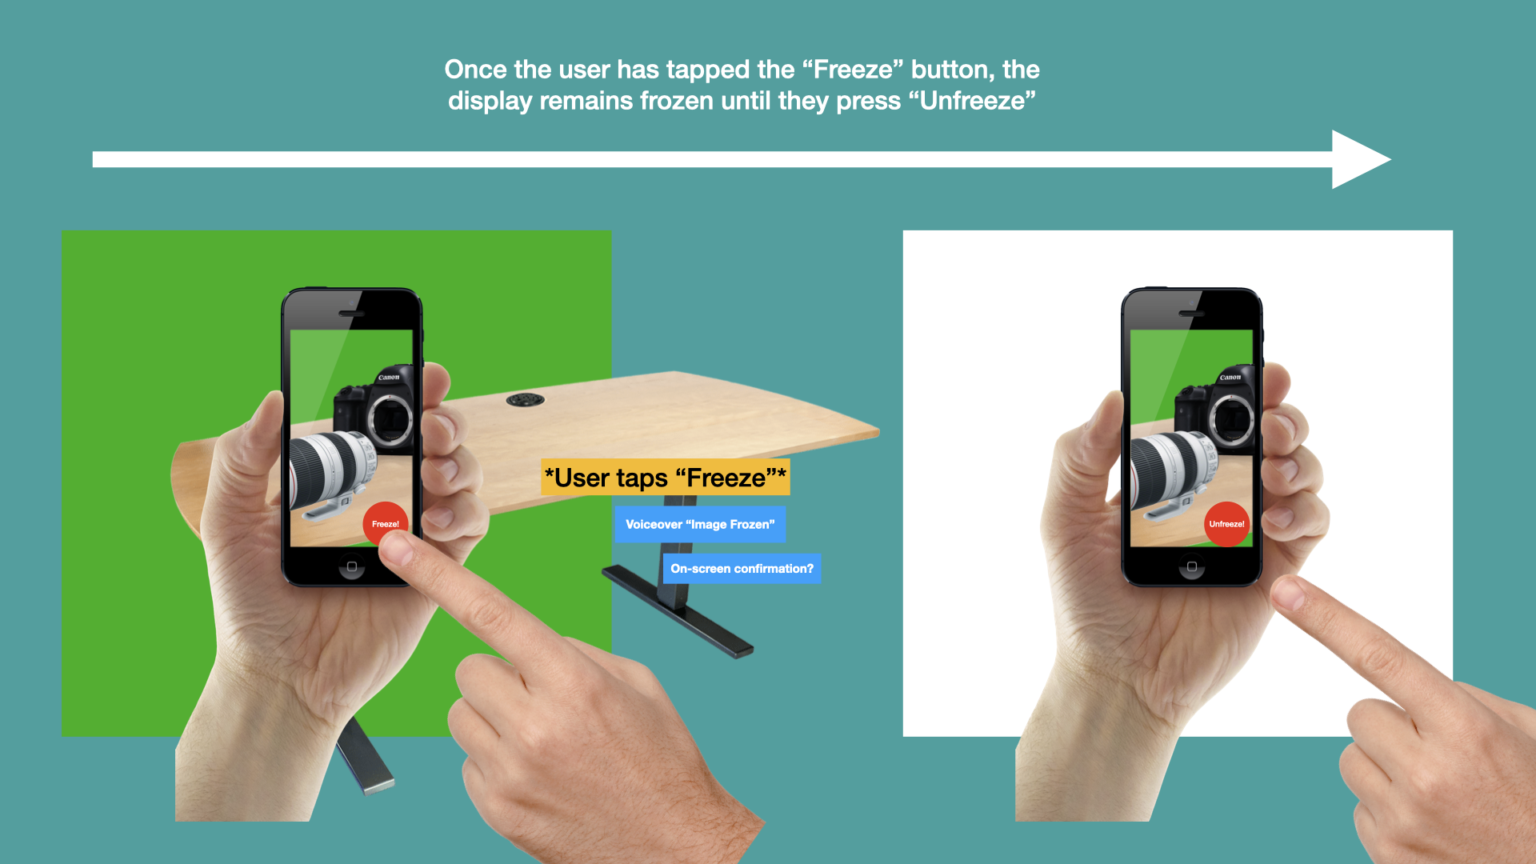 Once the user has tapped the “Freeze” button, the
display remains frozen until they press “Unfreeze”
Canon
Freeze!
*User taps “Freeze”*
Voiceover “Image Frozen”
On-screen confirmation?
Canon
Unfreeze!